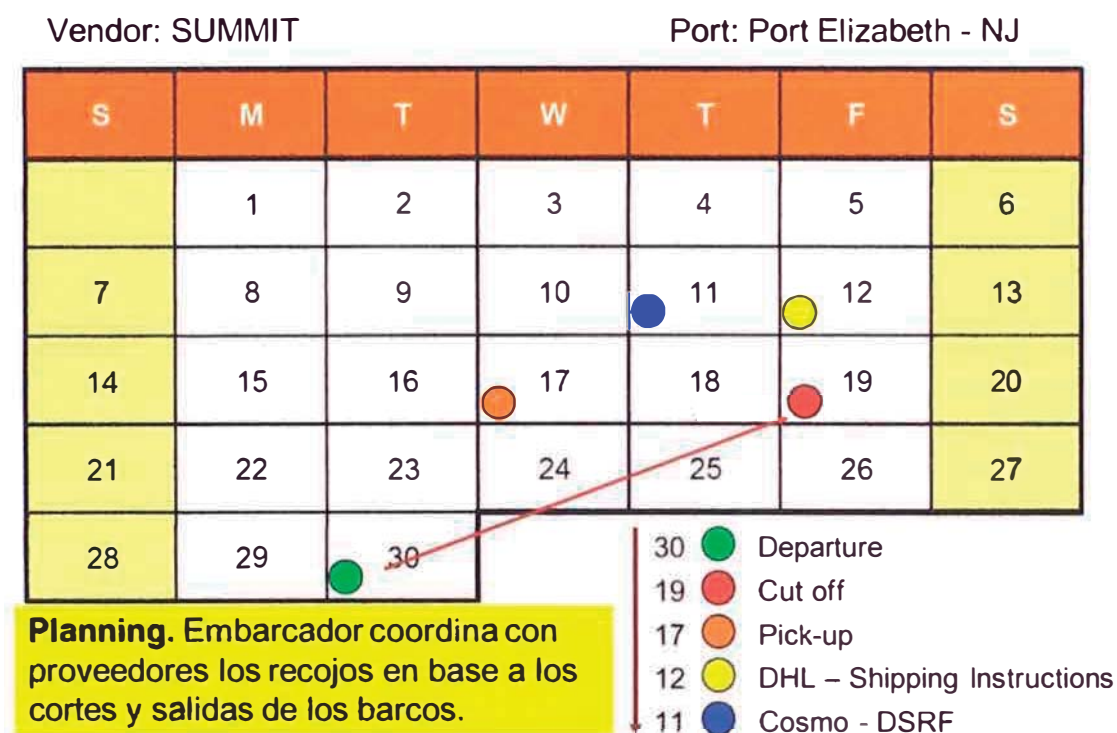 Vendor: SUMMIT Port: Port Elizabeth - NJ
S M T W T F S
1 2 3 4 5 6
7 8 9 10 11 12 13
14 15 16 17 18 19 20
21 22 23 24 25 26 27
28 29 30
30 Departure
19 Cut off
17 Pick-up
12 DHL – Shipping Instructions
11 Cosmo - DSRF
Planning. Embarcador coordina con
proveedores los recojos en base a los
cortes y salidas de los barcos.